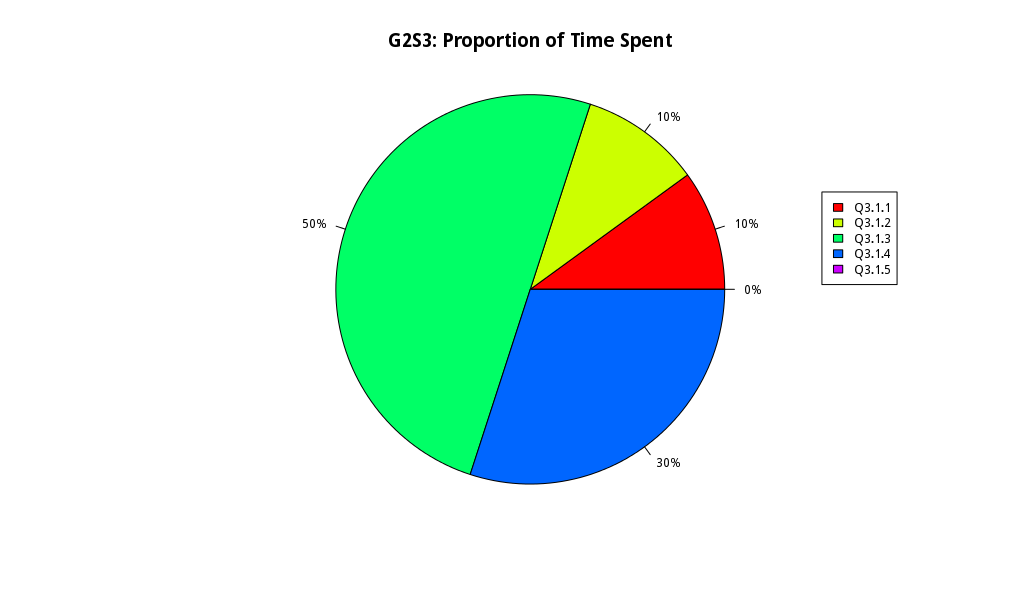 G2S3: Proportion of Time Spent
10%
10%
50%
0%
30%
Q3.1.1
Q3.1.2
Q3.1.3
Q3.1.4
Q3.1.5